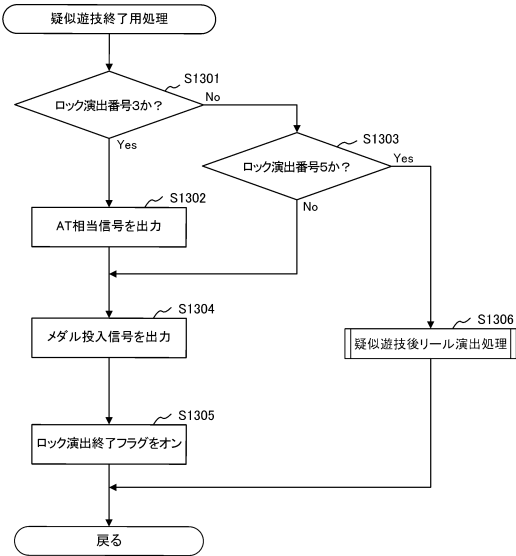 疑似遊技終了用処理
S1301
ロック演出番号3か？
No
Yes
S1303
ロック演出番号5か？
Yes
No
S1302
AT相当信号を出力
S1304
メダル投入信号を出力
S1306
疑似遊技後リール演出処理
S1305
ロック演出終了フラグをオン
戻る